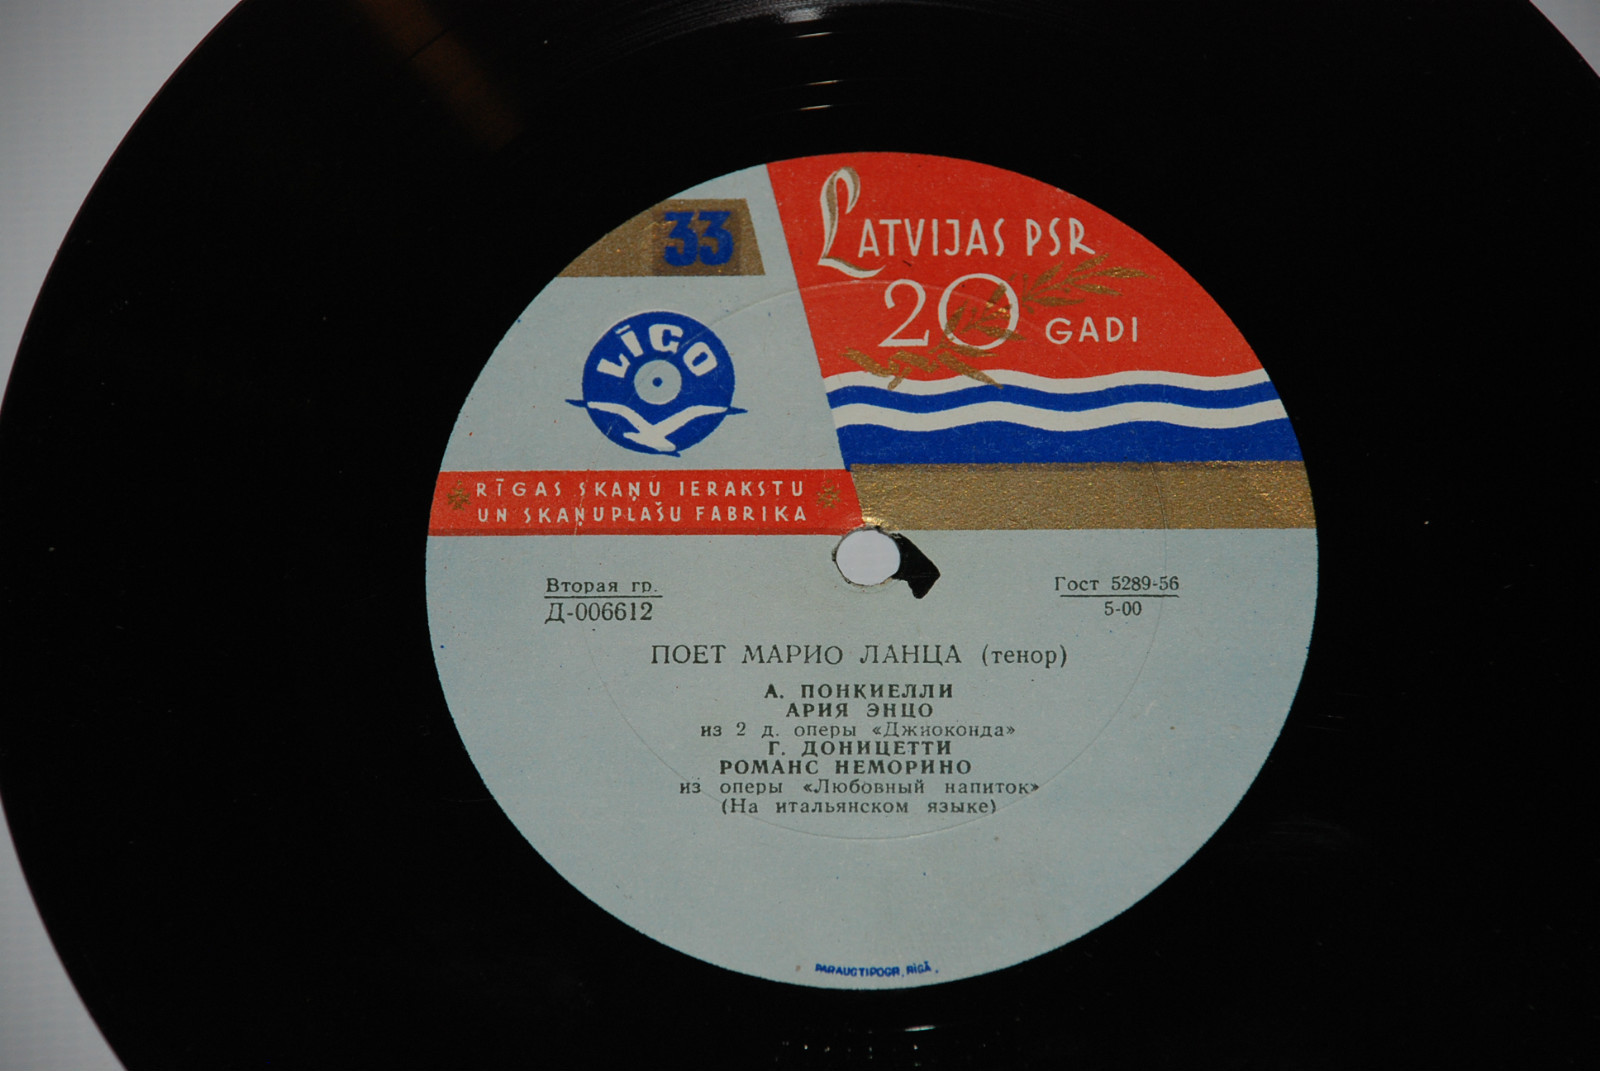 33
LATVIJAS PSR
20 GADI
LĪGO
RĪGAS SKAŅU IERAKSTU
UN SKAŅUPLAŠU FABRIKA
Вторая гр.
Д-006612
Гост 5289-56
5-00
ПОЕТ МАРИО ЛАНЦА (тенор)
А. ПОНКИЕЛЛИ
АРИЯ ЭНЦО
из 2 д. оперы «Джиоконда»
Г. ДОНИЦЕТТИ
РОМАНС НЕМОРИНО
из оперы «Любовный напиток»
(На итальянском языке)
PARAUGTIPOGR. RĪGĀ.